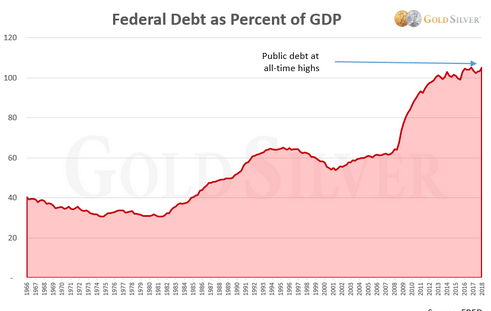 Federal Debt as Percent of GDP
GOLDSILVER
120
Public debt at
all-time highs
100
80
60
40
20
-
GOLDSILVER
1966 1967 1968 1969 1970 1971 1972 1973 1974 1975 1976 1977 1978 1979 1980 1981 1982 1983 1984 1985 1986 1987 1988 1989 1990 1991 1992 1993 1994 1995 1996 1997 1998 1999 2000 2001 2002 2003 2004 2005 2006 2007 2008 2009 2010 2011 2012 2013 2014 2015 2016 2017 2018